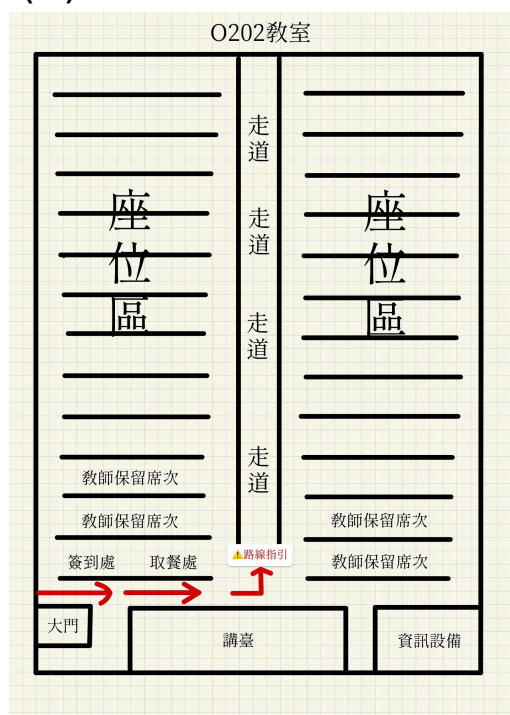 O202教室
走道
走道
走道
走道
座位區
座位區
教師保留席次
教師保留席次
教師保留席次
教師保留席次
簽到處
取餐處
⚠路線指引
大門
講臺
資訊設備